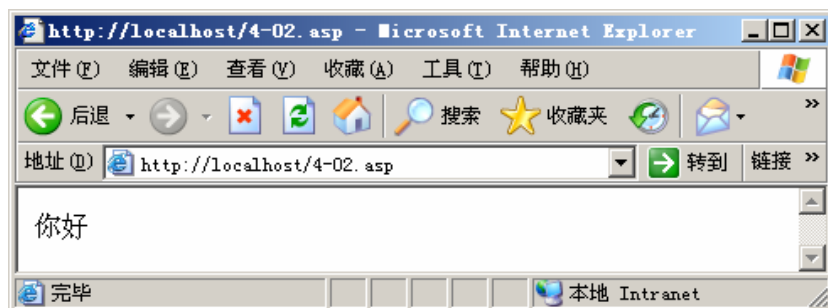 http://localhost/4-02.asp - Microsoft Internet Explorer
文件(F) 编辑(E) 查看(V) 收藏(A) 工具(T) 帮助(H)
后退 搜索 收藏夹 »
地址(D) http://localhost/4-02.asp 转到 链接 »
你好
完毕 本地 Intranet